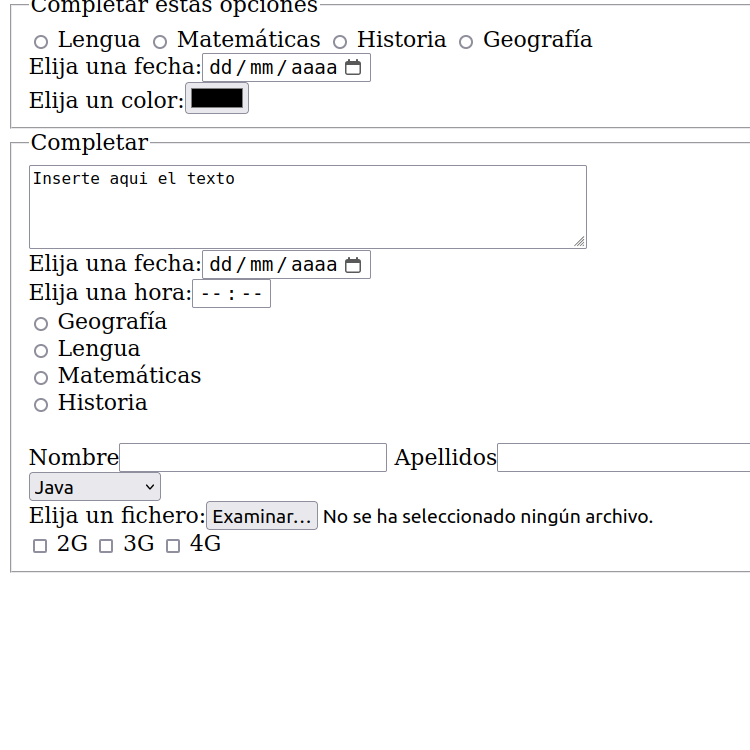 Completar estas opciones
Lengua Matemáticas Historia Geografía
Elija una fecha: dd/mm/aaaa
Elija un color:
Completar
Inserte aqui el texto
Elija una fecha: dd/mm/aaaa
Elija una hora: --:--
Geografía
Lengua
Matemáticas
Historia
Nombre Apellidos
Java
Elija un fichero: Examinar... No se ha seleccionado ningún archivo.
2G 3G 4G